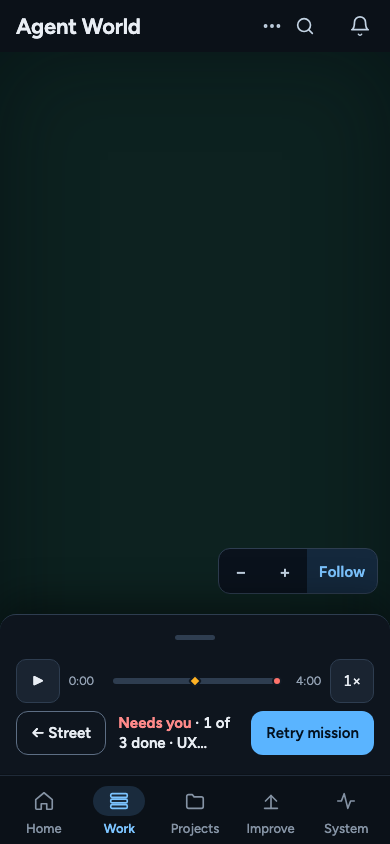 Agent World
− + Follow
0:00 4:00 1×
← Street
Needs you · 1 of
3 done · UX...
Retry mission
Home Work Projects Improve System